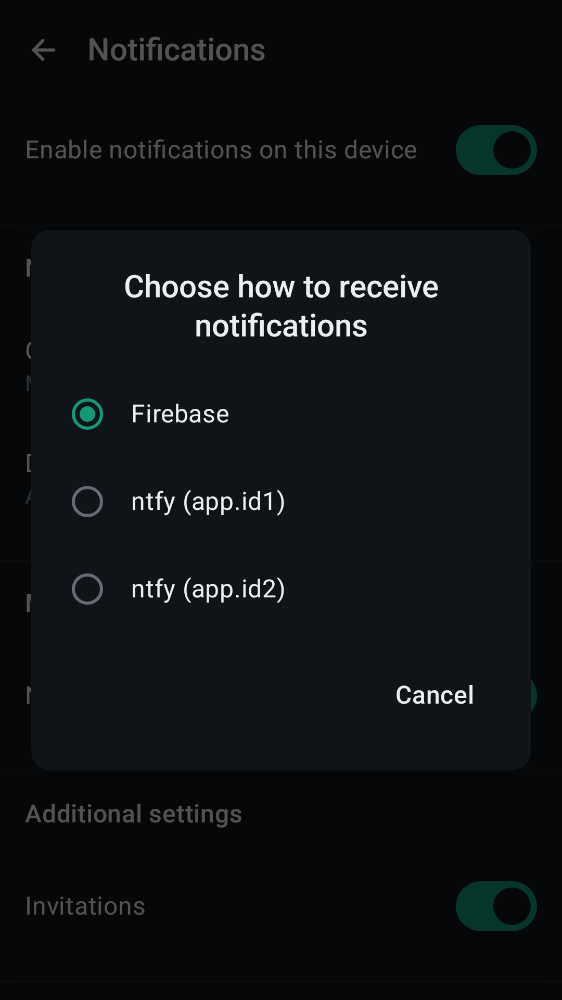 Notifications
Enable notifications on this device
Choose how to receive
notifications
Firebase
ntfy (app.id1)
ntfy (app.id2)
Cancel
Additional settings
Invitations